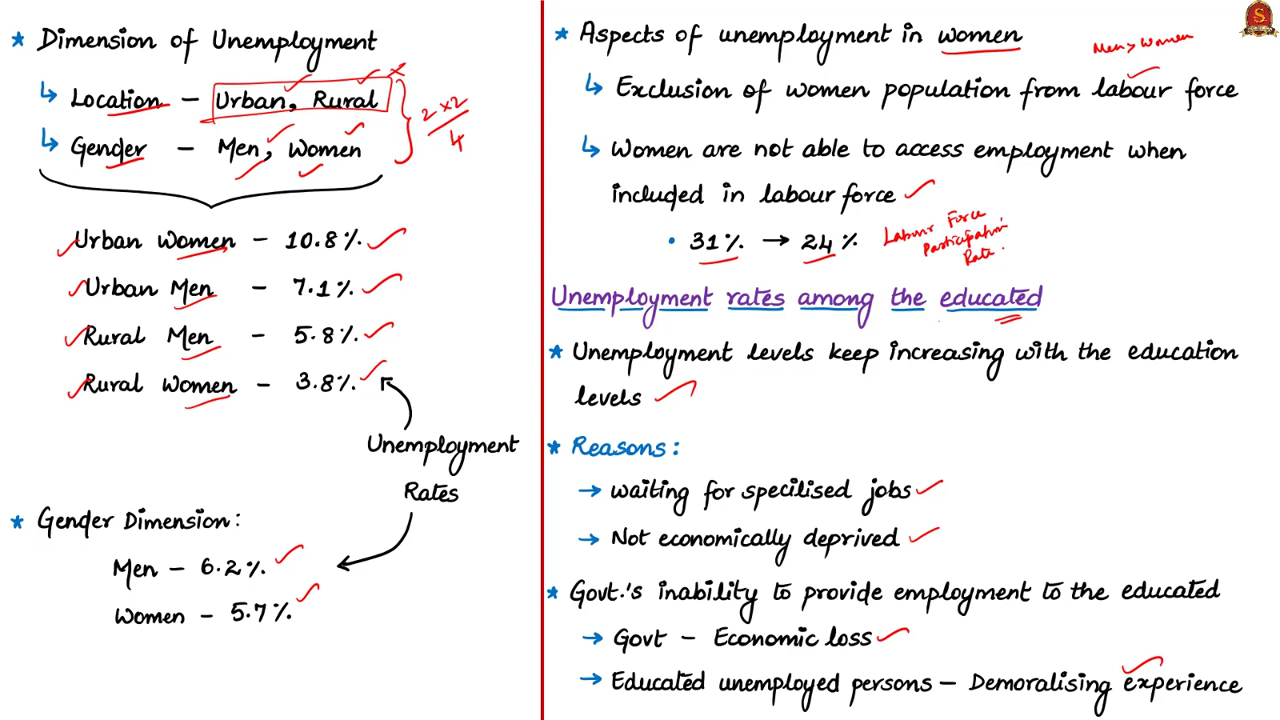 * Dimension of Unemployment
↳ Location - Urban, Rural
↳ Gender - Men, Women
2×2
4
Urban Women - 10.8%
Urban Men - 7.1%
Rural Men - 5.8%
Rural Women - 3.8%
Unemployment
Rates
* Gender Dimension:
Men - 6.2%
Women - 5.7%
* Aspects of unemployment in women
Men > Women
↳ Exclusion of women population from labour force
↳ Women are not able to access employment when
included in labour force
• 31% → 24%
Labour Force
Participation
Rate
Unemployment rates among the educated
* Unemployment levels keep increasing with the education
levels
* Reasons:
→ waiting for specilised jobs
→ Not economically deprived
* Govt.'s inability to provide employment to the educated
→ Govt - Economic loss
→ Educated unemployed persons - Demoralising experience